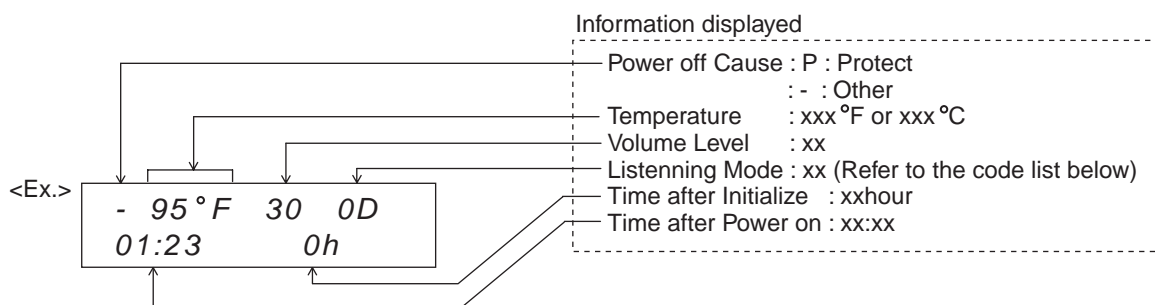 Information displayed
Power off Cause : P : Protect
: - : Other
Temperature : xxx °F or xxx °C
Volume Level : xx
Listenning Mode : xx (Refer to the code list below)
Time after Initialize : xxhour
Time after Power on : xx:xx
<Ex.>
- 95°F 30 0D
01:23 0h